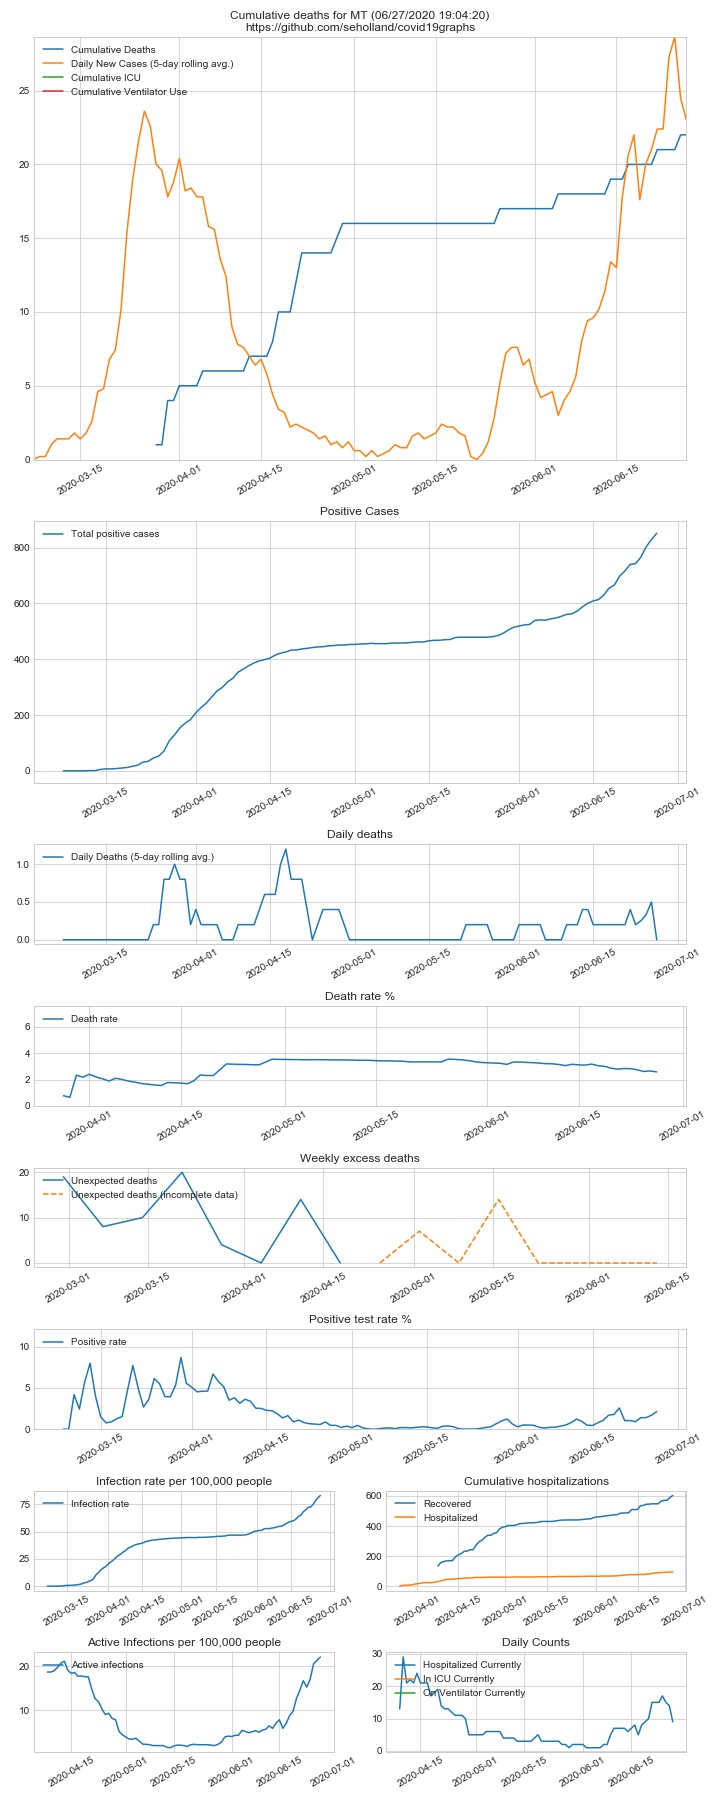 Cumulative deaths for MT (06/27/2020 19:04:20)
https://github.com/seholland/covid19graphs
Cumulative Deaths
Daily New Cases (5-day rolling avg.)
Cumulative ICU
Cumulative Ventilator Use
25
20
15
10
5
0
2020-03-15 2020-04-01 2020-04-15 2020-05-01 2020-05-15 2020-06-01 2020-06-15
Positive Cases
Total positive cases
800
600
400
200
0
2020-03-15 2020-04-01 2020-04-15 2020-05-01 2020-05-15 2020-06-01 2020-06-15 2020-07-01
Daily deaths
Daily Deaths (5-day rolling avg.)
1.0
0.5
0.0
2020-03-15 2020-04-01 2020-04-15 2020-05-01 2020-05-15 2020-06-01 2020-06-15 2020-07-01
Death rate %
Death rate
6
4
2
0
2020-04-01 2020-04-15 2020-05-01 2020-05-15 2020-06-01 2020-06-15 2020-07-01
Weekly excess deaths
Unexpected deaths
Unexpected deaths (incomplete data)
20
10
0
2020-03-01 2020-03-15 2020-04-01 2020-04-15 2020-05-01 2020-05-15 2020-06-01 2020-06-15
Positive test rate %
Positive rate
10
5
0
2020-03-15 2020-04-01 2020-04-15 2020-05-01 2020-05-15 2020-06-01 2020-06-15 2020-07-01
Infection rate per 100,000 people
Infection rate
75
50
25
0
2020-03-15 2020-04-01 2020-04-15 2020-05-01 2020-05-15 2020-06-01 2020-06-15 2020-07-01
Cumulative hospitalizations
Recovered
Hospitalized
600
400
200
0
2020-04-01 2020-04-15 2020-05-01 2020-05-15 2020-06-01 2020-06-15 2020-07-01
Active Infections per 100,000 people
Active infections
20
10
2020-04-15 2020-05-01 2020-05-15 2020-06-01 2020-06-15 2020-07-01
Daily Counts
Hospitalized Currently
In ICU Currently
On Ventilator Currently
30
20
10
0
2020-04-15 2020-05-01 2020-05-15 2020-06-01 2020-06-15